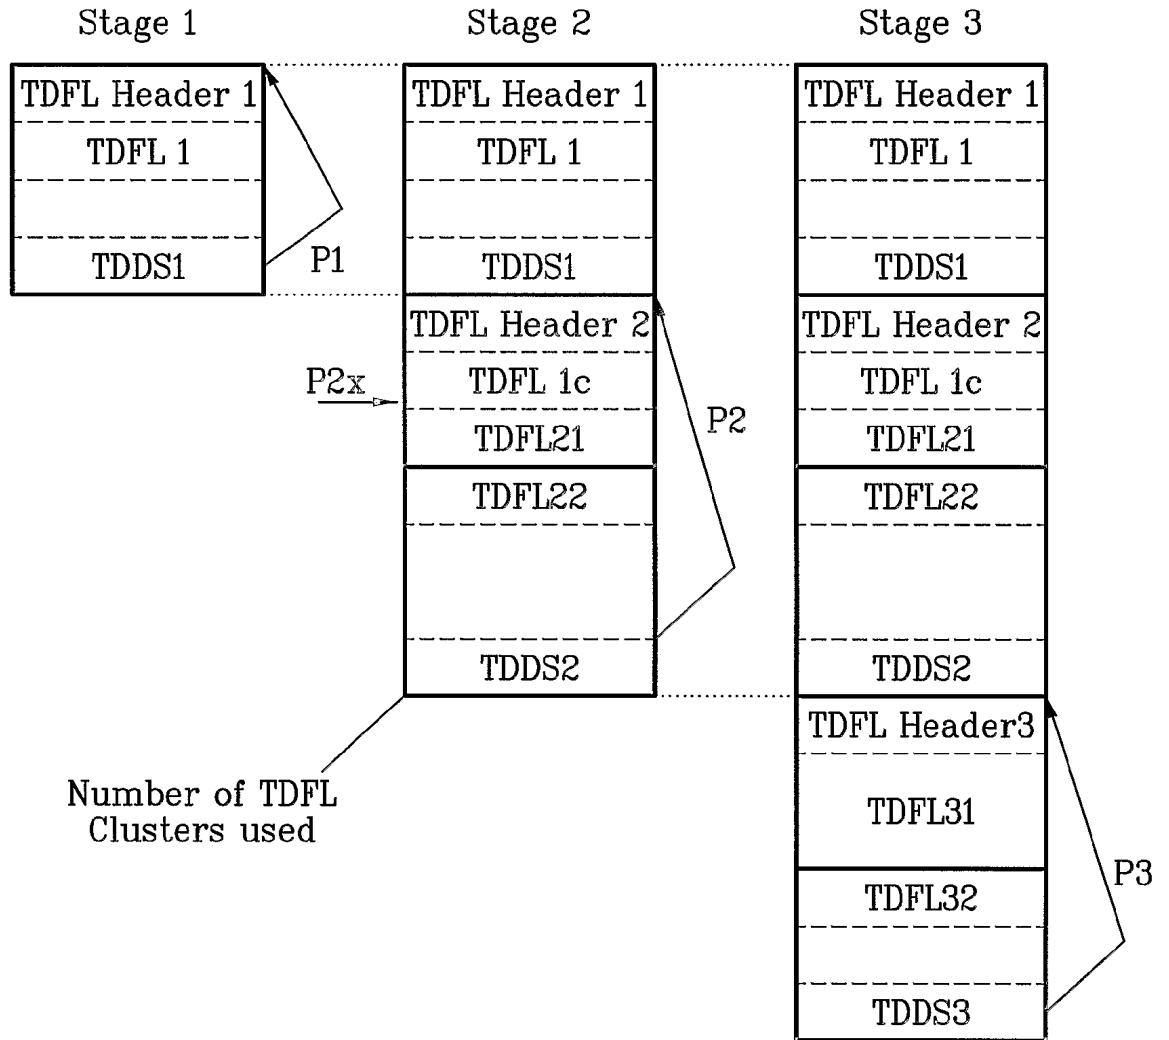 Stage 1
Stage 2
Stage 3
TDFL Header 1
TDFL 1
TDDS1
P1
TDFL Header 1
TDFL 1
TDDS1
TDFL Header 2
P2x
TDFL 1c
TDFL21
TDFL22
P2
TDDS2
Number of TDFL
Clusters used
TDFL Header 1
TDFL 1
TDDS1
TDFL Header 2
TDFL 1c
TDFL21
TDFL22
TDDS2
TDFL Header3
TDFL31
TDFL32
P3
TDDS3